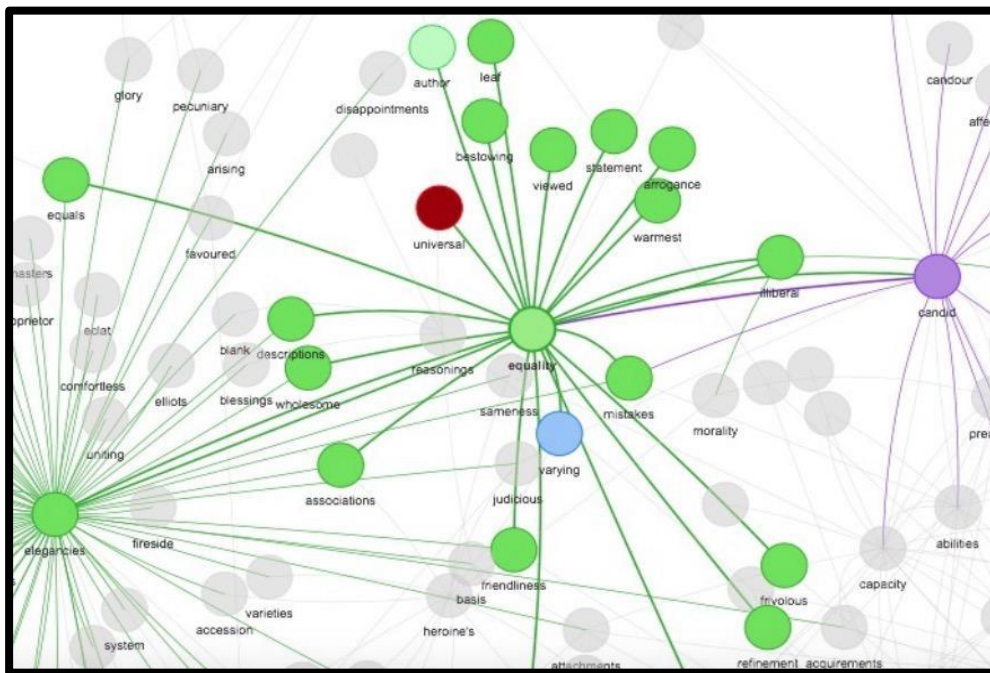 author
leaf
candour
glory
pecuniary
disappointments
bestowing
statement
viewed
arrogance
arising
equals
universal
warmest
favoured
illiberal
candid
eclat
blank
descriptions
reasonings
equality
comfortless
elliots
blessings
wholesome
sameness
mistakes
morality
uniting
varying
associations
judicious
elegancies
fireside
abilities
friendliness
capacity
basis
frivolous
varieties
accession
heroine's
system
attachments
refinement
acquirements